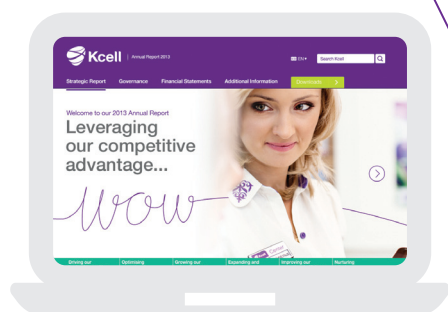 Kcell
Annual Report 2013
EN
Search Kcell
Strategic Report
Governance
Financial Statements
Additional Information
Downloads
Welcome to our 2013 Annual Report
Leveraging
our competitive
advantage...
wow
Driving our
Optimising
Growing our
Expanding and
Improving our
Nurturing